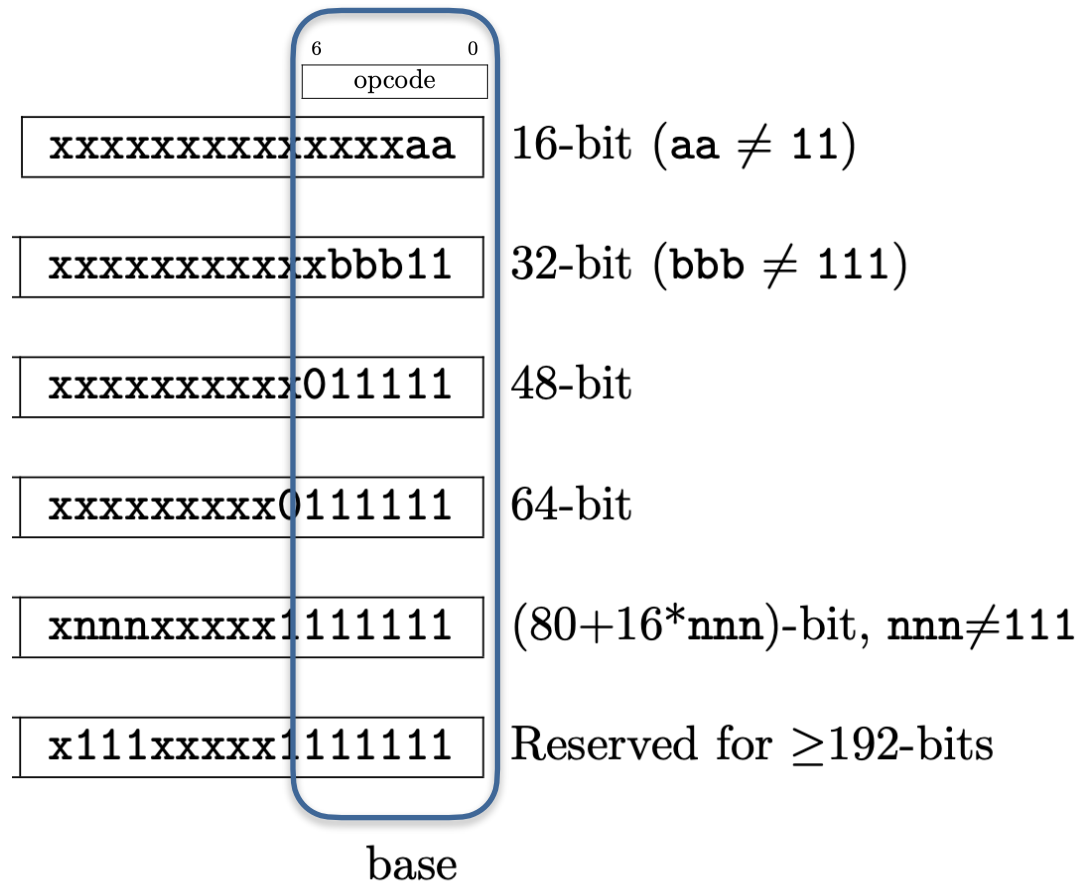 6 0
opcode
xxxxxxxxxxxxxxaa 16-bit (aa ≠ 11)
xxxxxxxxxxxbbb11 32-bit (bbb ≠ 111)
xxxxxxxxxx011111 48-bit
xxxxxxxxx0111111 64-bit
xnnnxxxxx1111111 (80+16*nnn)-bit, nnn≠111
x111xxxxx1111111 Reserved for ≥192-bits
base